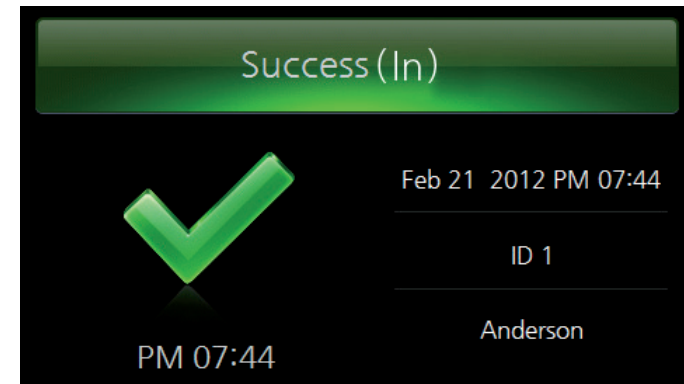 Success (In)
Feb 21 2012 PM 07:44
ID 1
Anderson
PM 07:44